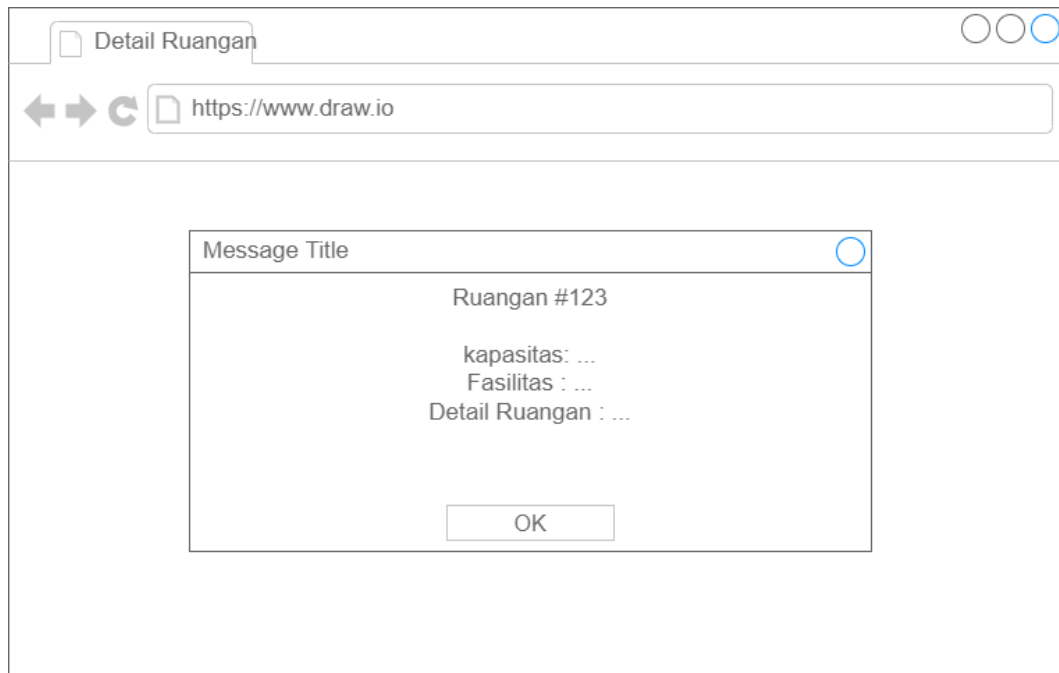 Detail Ruangan
https://www.draw.io
Message Title
Ruangan #123
kapasitas: ...
Fasilitas : ...
Detail Ruangan : ...
OK